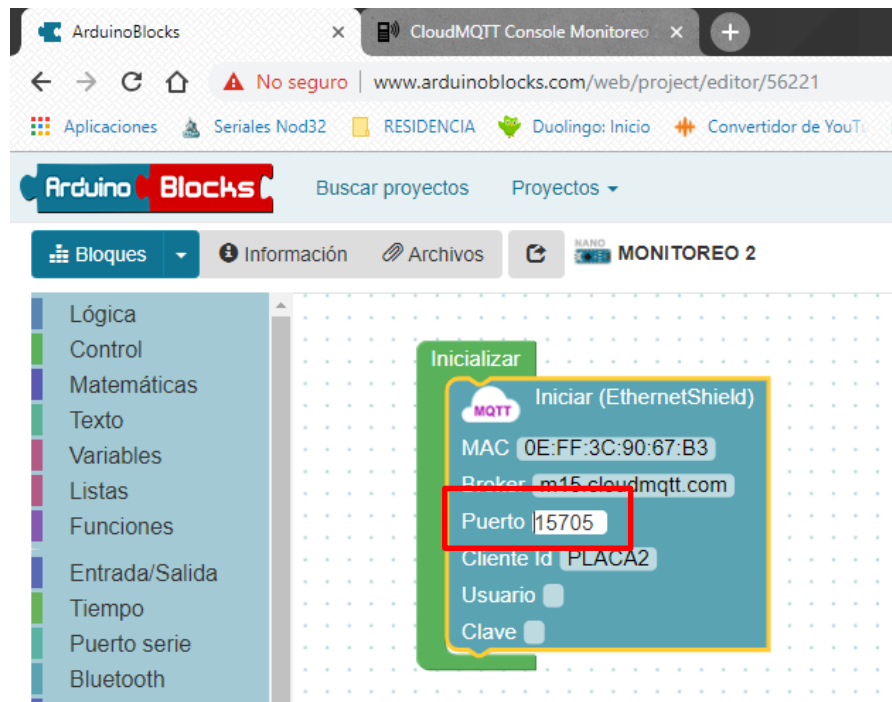 ArduinoBlocks
CloudMQTT Console Monitoreo
No seguro | www.arduinoblocks.com/web/project/editor/56221
Aplicaciones Seriales Nod32 RESIDENCIA Duolingo: Inicio Convertidor de YouTu
Arduino Blocks Buscar proyectos Proyectos
Bloques Información Archivos NANO MONITOREO 2
Lógica
Control
Matemáticas
Texto
Variables
Listas
Funciones
Entrada/Salida
Tiempo
Puerto serie
Bluetooth
Inicializar
MQTT Iniciar (EthernetShield)
MAC 0E:FF:3C:90:67:B3
Broker m15.cloudmqtt.com
Puerto 15705
Cliente Id PLACA2
Usuario
Clave